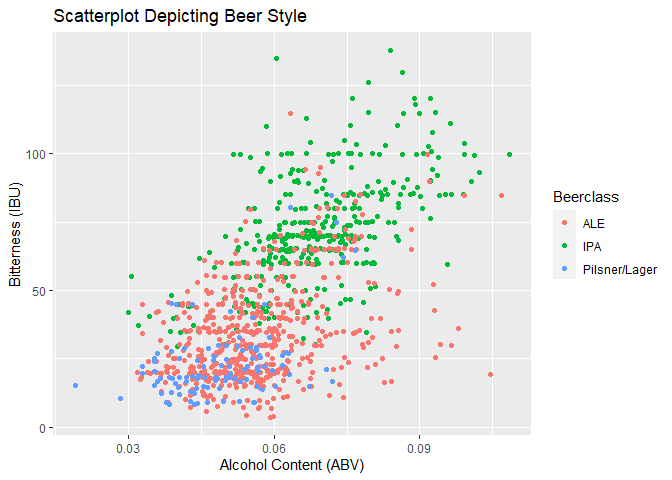 Scatterplot Depicting Beer Style
Bitterness (IBU)
100
50
0
0.03
0.06
0.09
Alcohol Content (ABV)
Beerclass
ALE
IPA
Pilsner/Lager